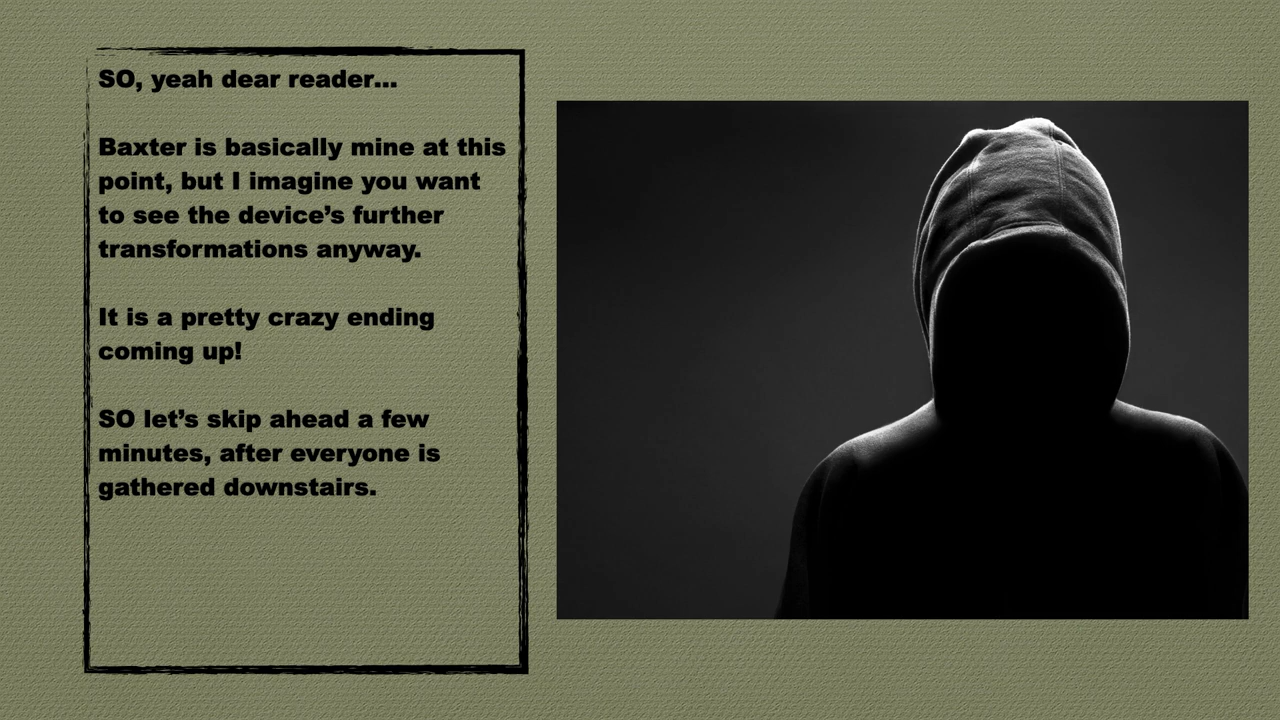 SO, yeah dear reader...
Baxter is basically mine at this
point, but I imagine you want
to see the device’s further
transformations anyway.
It is a pretty crazy ending
coming up!
SO let’s skip ahead a few
minutes, after everyone is
gathered downstairs.